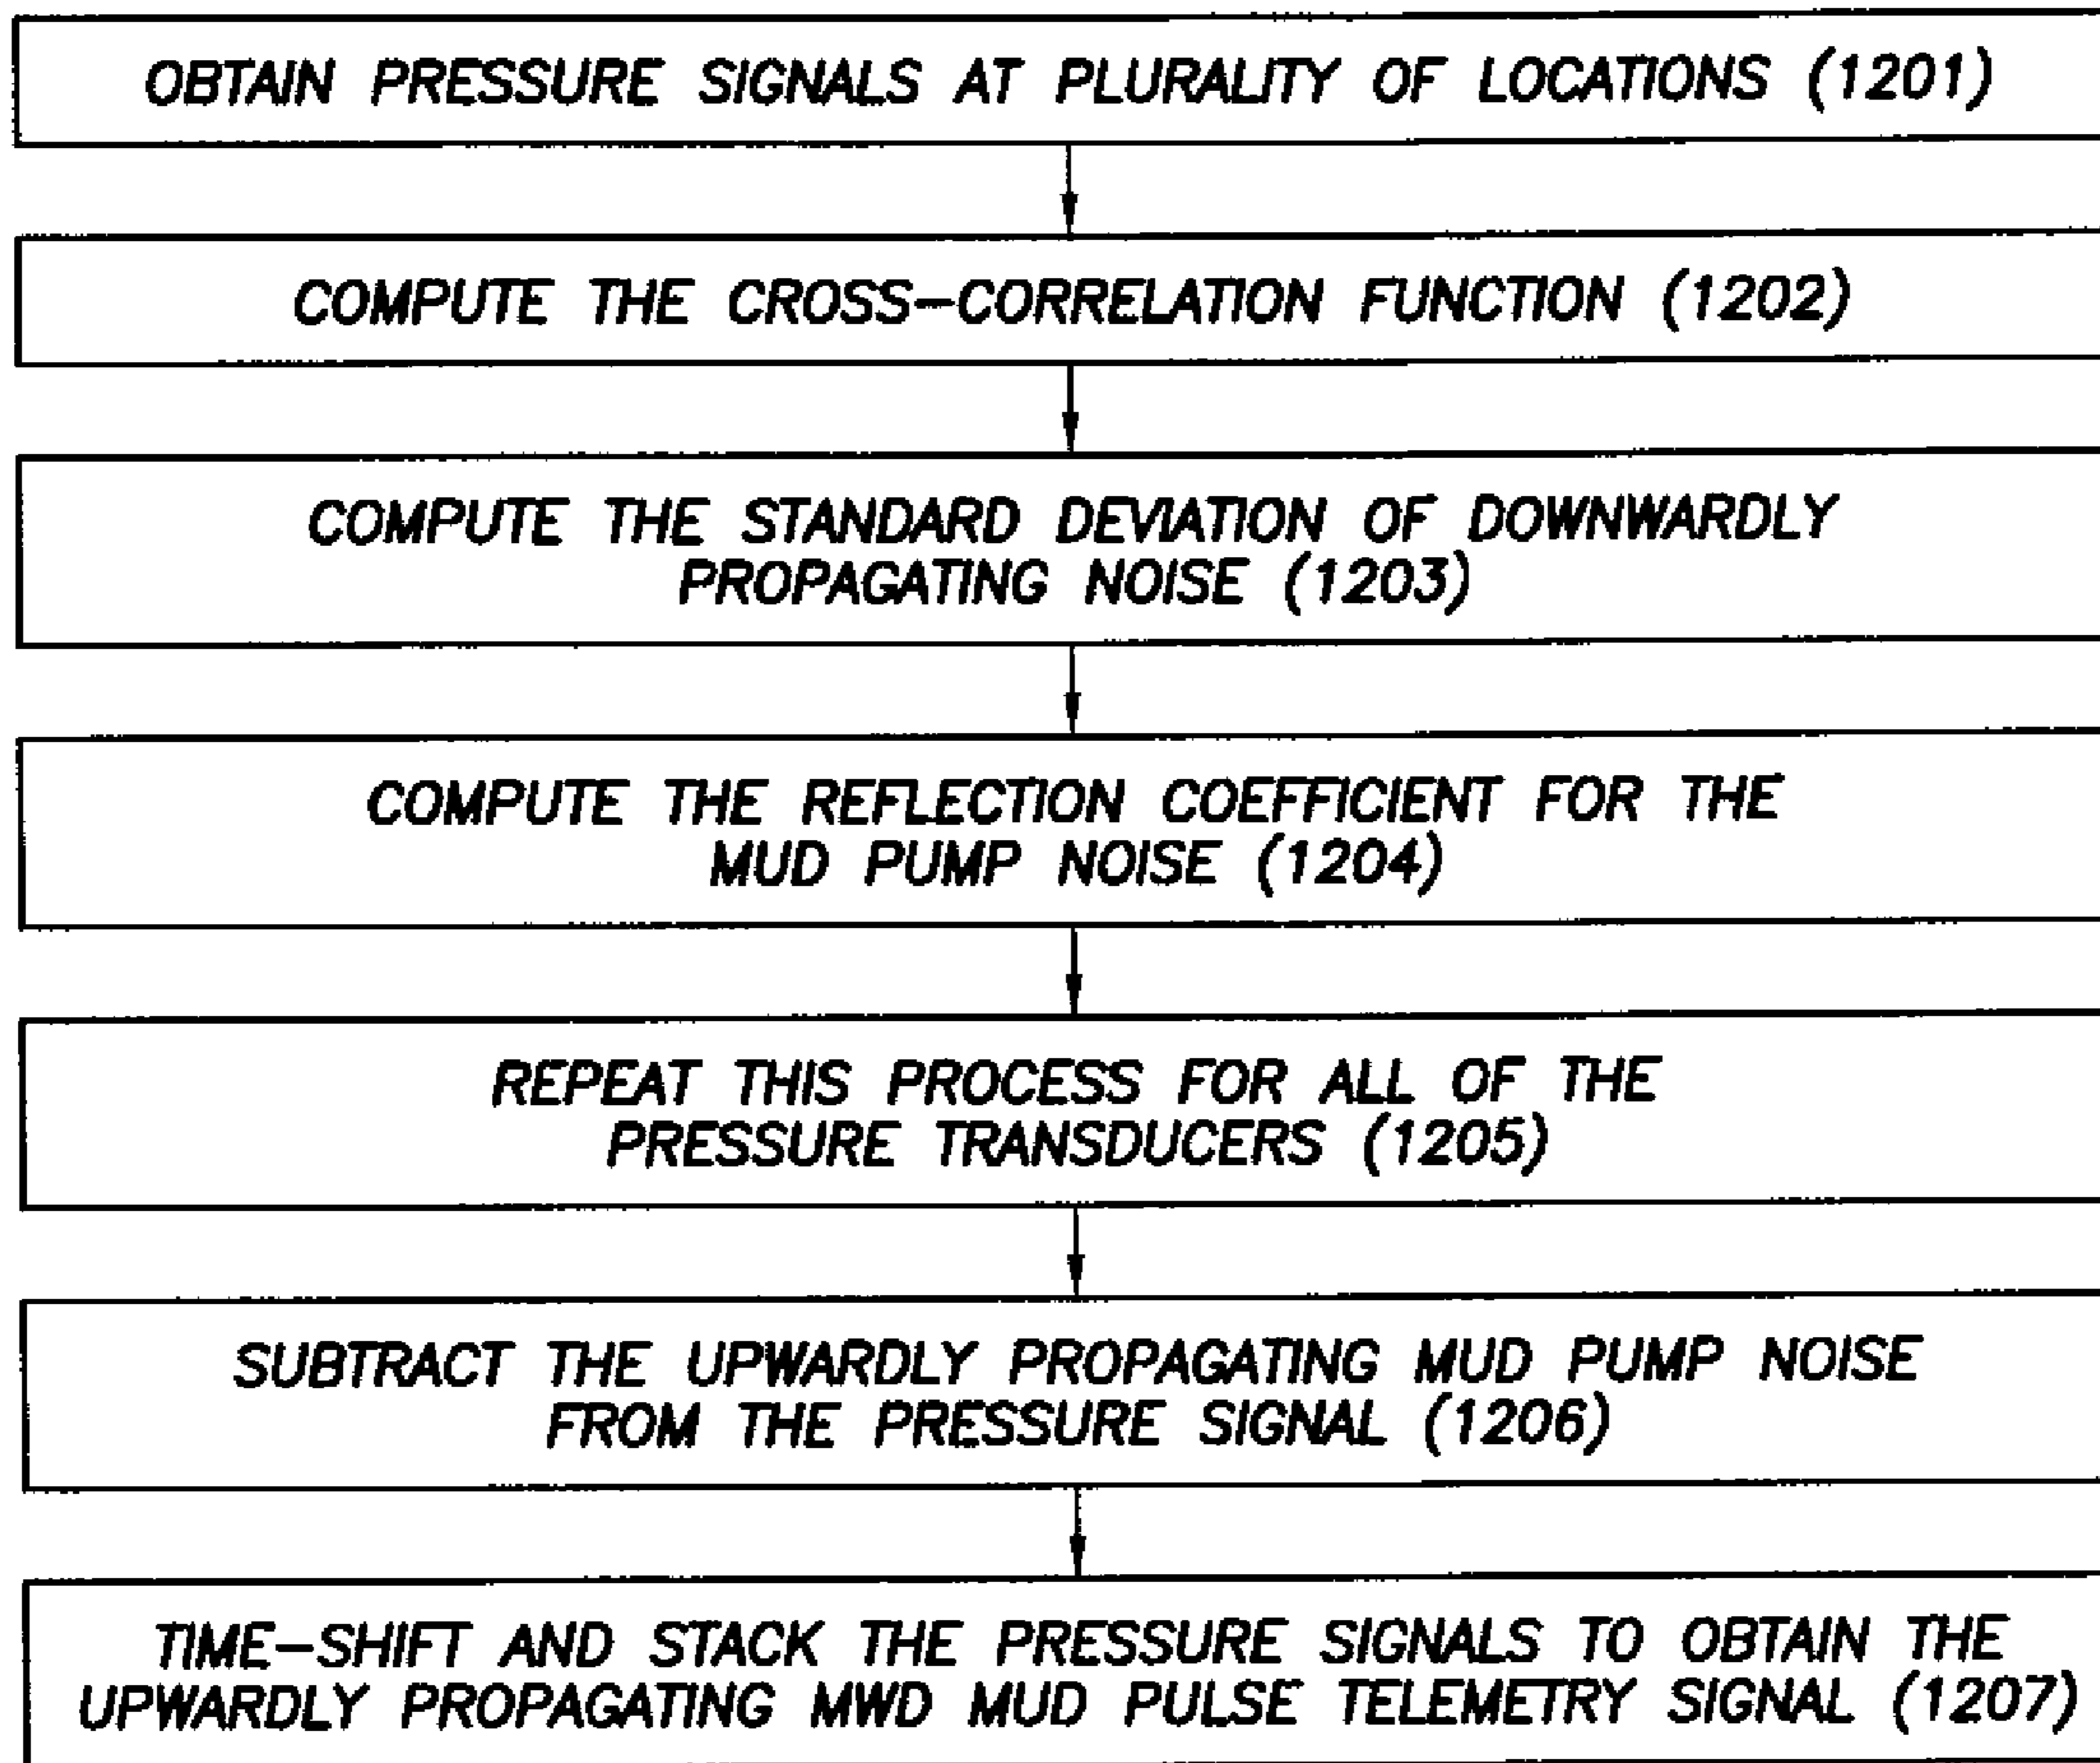 OBTAIN PRESSURE SIGNALS AT PLURALITY OF LOCATIONS (1201)
COMPUTE THE CROSS-CORRELATION FUNCTION (1202)
COMPUTE THE STANDARD DEVIATION OF DOWNWARDLY
PROPAGATING NOISE (1203)
COMPUTE THE REFLECTION COEFFICIENT FOR THE
MUD PUMP NOISE (1204)
REPEAT THIS PROCESS FOR ALL OF THE
PRESSURE TRANSDUCERS (1205)
SUBTRACT THE UPWARDLY PROPAGATING MUD PUMP NOISE
FROM THE PRESSURE SIGNAL (1206)
TIME-SHIFT AND STACK THE PRESSURE SIGNALS TO OBTAIN THE
UPWARDLY PROPAGATING MWD MUD PULSE TELEMETRY SIGNAL (1207)